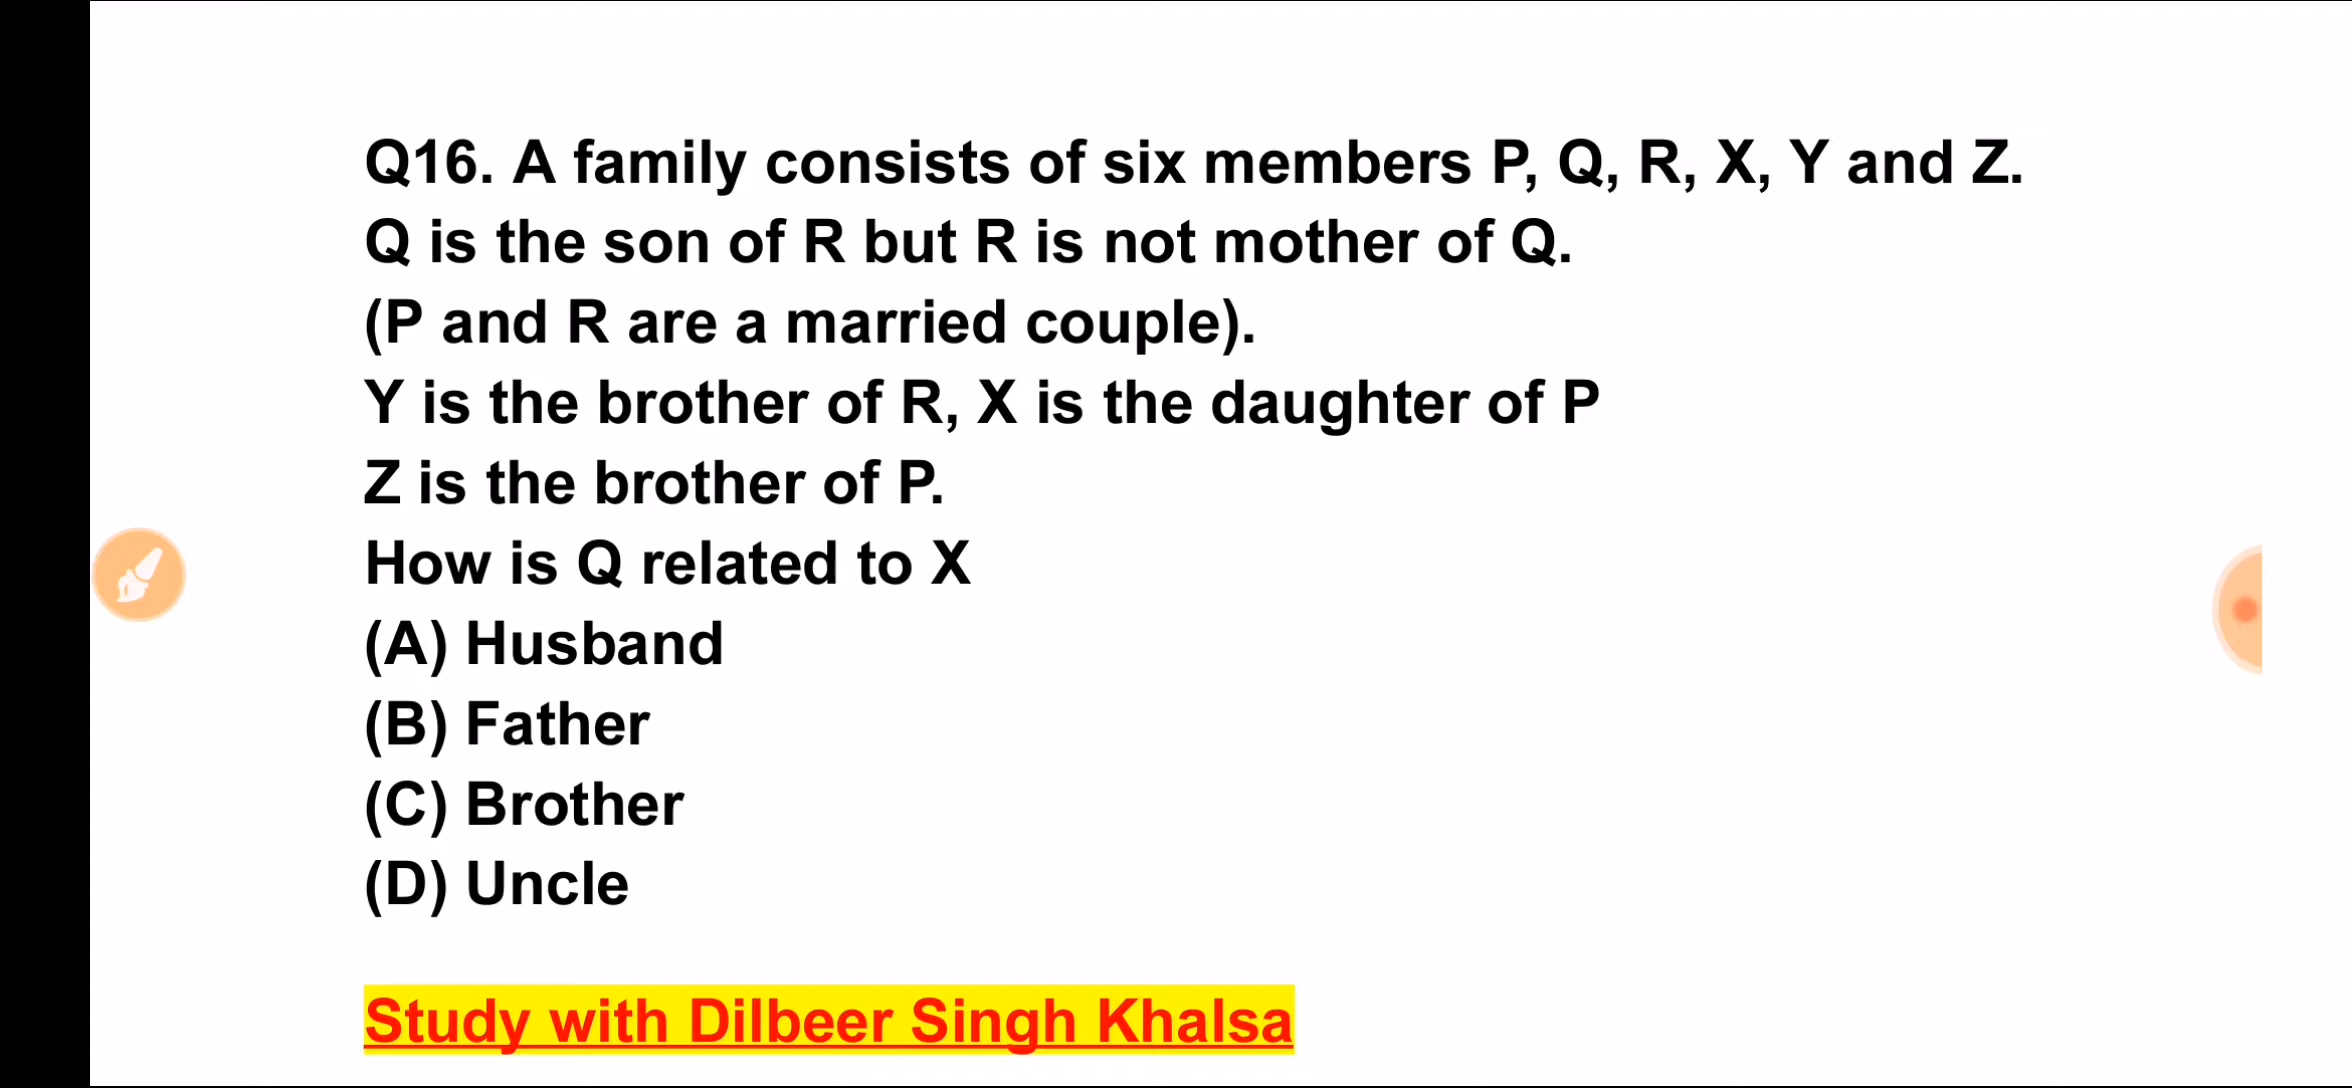 Q16. A family consists of six members P, Q, R, X, Y and Z.
Q is the son of R but R is not mother of Q.
(P and R are a married couple).
Y is the brother of R, X is the daughter of P
Z is the brother of P.
How is Q related to X
(A) Husband
(B) Father
(C) Brother
(D) Uncle
Study with Dilbeer Singh Khalsa